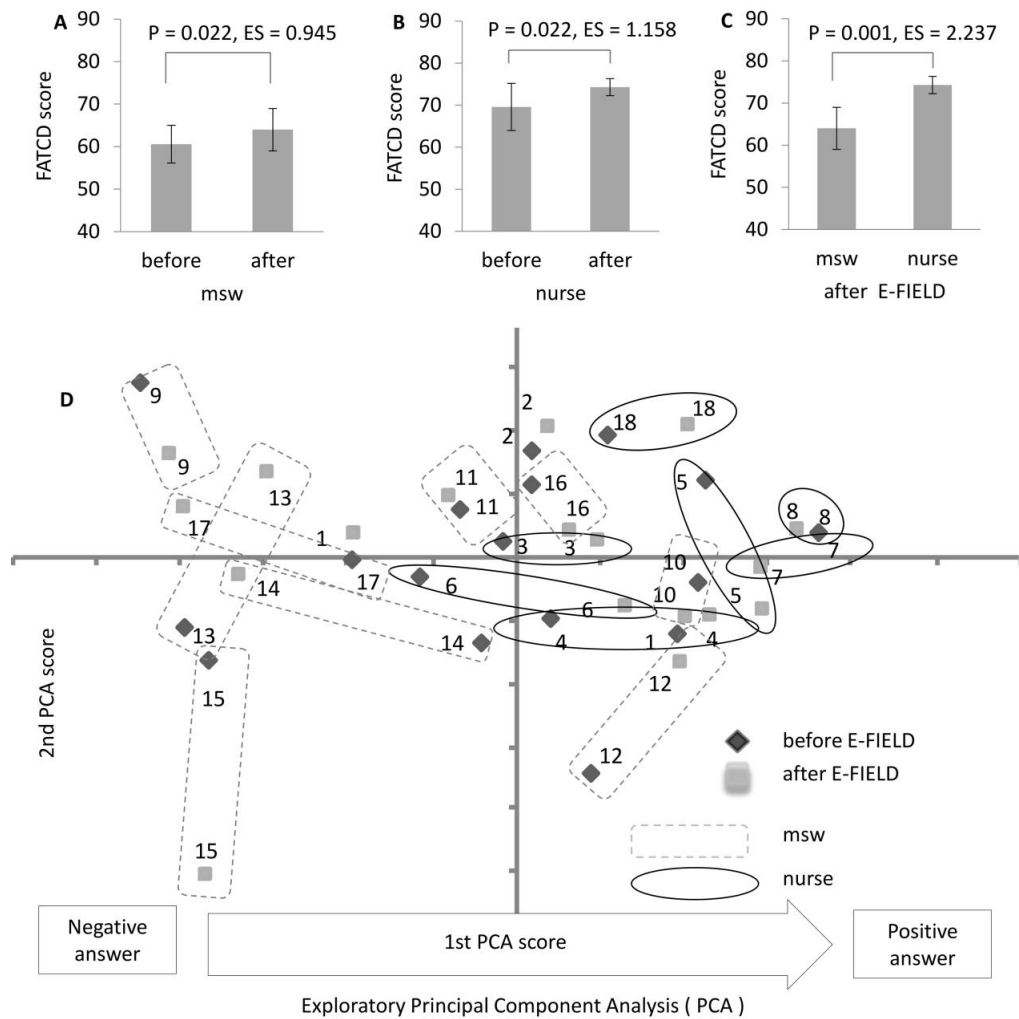 A
P = 0.022, ES = 0.945
90
80
70
60
50
40
FATCD score
before
after
msw
B
P = 0.022, ES = 1.158
90
80
70
60
50
40
FATCD score
before
after
nurse
C
P = 0.001, ES = 2.237
90
80
70
60
50
40
FATCD score
msw
nurse
after E-FIELD
D
9
9
13
17
11
11
2
2
16
16
18
18
5
8
8
7
7
1
17
3
3
10
10
5
6
6
14
14
13
4
1
4
15
12
12
15
2nd PCA score
before E-FIELD
after E-FIELD
msw
nurse
Negative
answer
1st PCA score
Positive
answer
Exploratory Principal Component Analysis ( PCA )